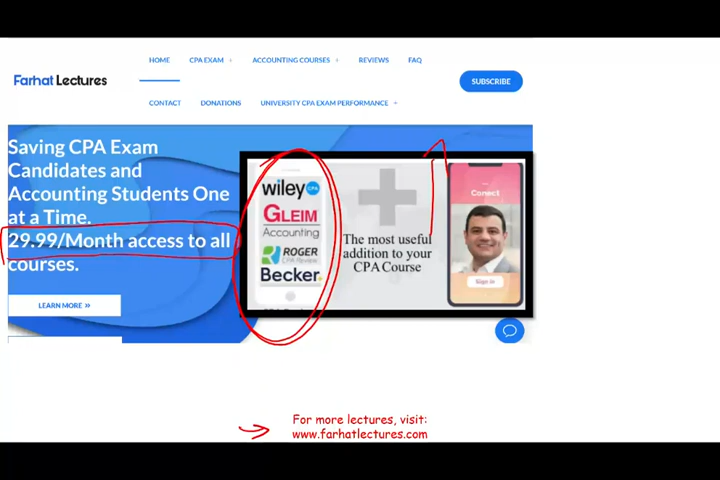 HOME
CPA EXAM
ACCOUNTING COURSES
REVIEWS
FAQ
Farhat Lectures
SUBSCRIBE
CONTACT
DONATIONS
UNIVERSITY CPA EXAM PERFORMANCE
Saving CPA Exam
Candidates and
Accounting Students One
at a Time.
29.99/Month access to all
courses.
LEARN MORE »
wiley CPA
GLEIM
Accounting
ROGER
CPA Review
Becker.
The most useful
addition to your
CPA Course
Conect
Sign in
For more lectures, visit:
www.farhatlectures.com